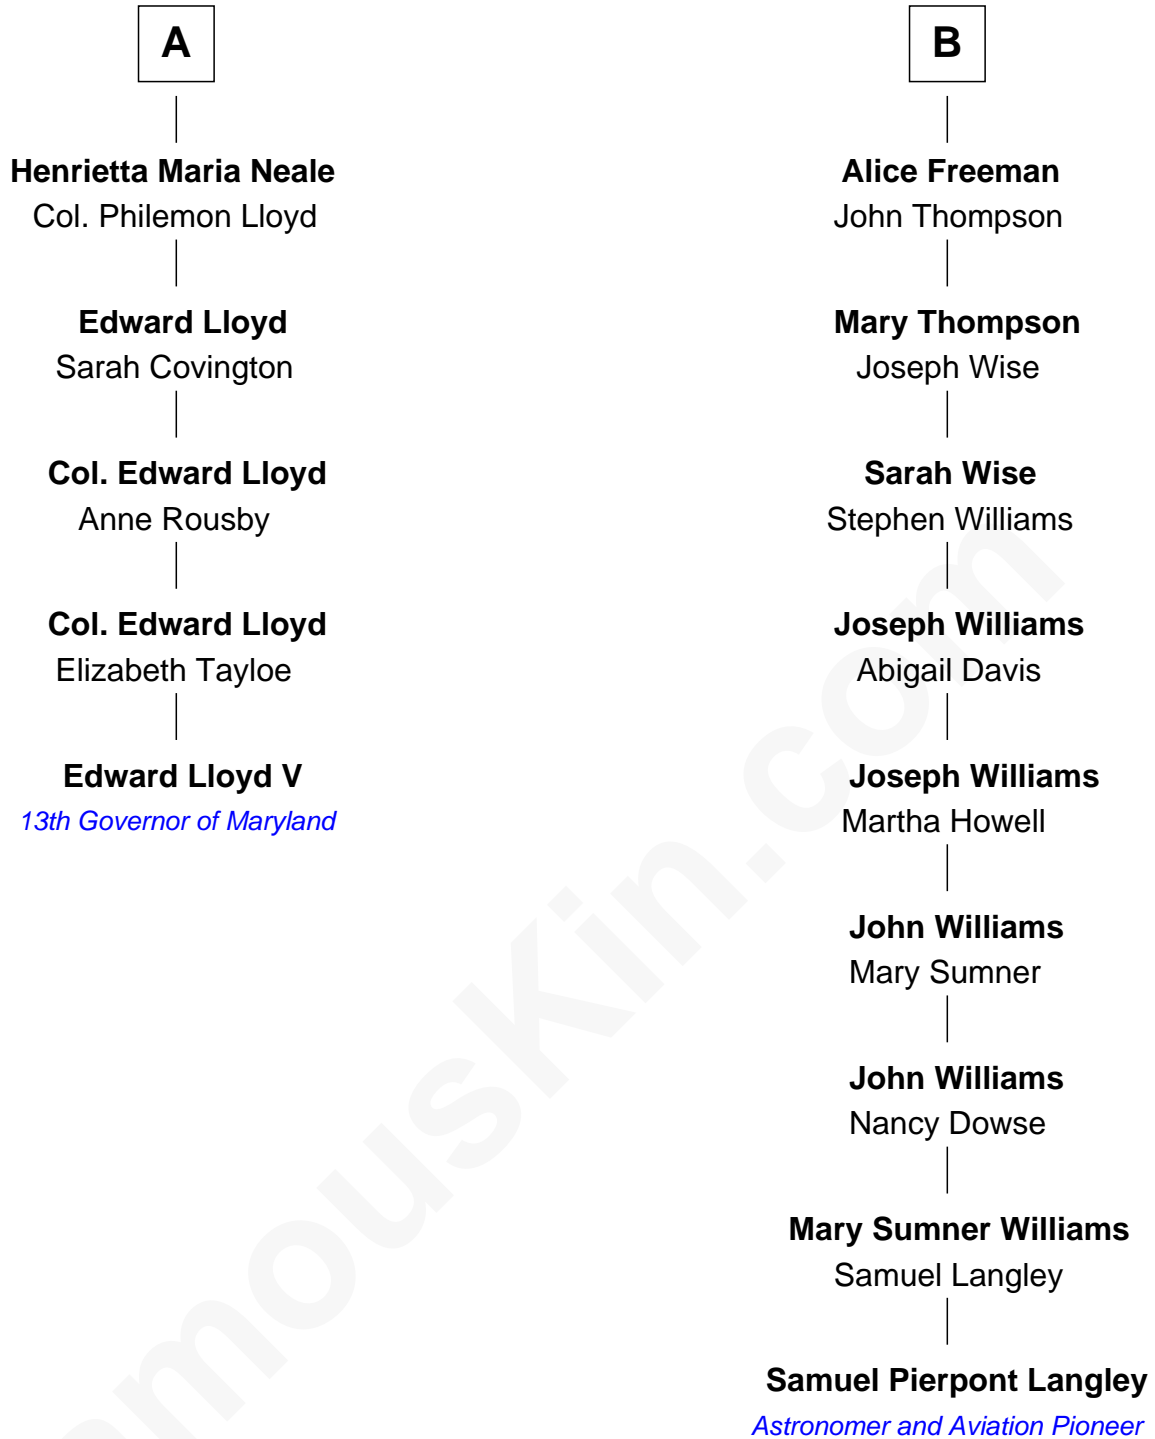 A
Henrietta Maria Neale
Col. Philemon Lloyd
Edward Lloyd
Sarah Covington
Col. Edward Lloyd
Anne Rousby
Col. Edward Lloyd
Elizabeth Tayloe
Edward Lloyd V
13th Governor of Maryland
B
Alice Freeman
John Thompson
Mary Thompson
Joseph Wise
Sarah Wise
Stephen Williams
Joseph Williams
Abigail Davis
Joseph Williams
Martha Howell
John Williams
Mary Sumner
John Williams
Nancy Dowse
Mary Sumner Williams
Samuel Langley
Samuel Pierpont Langley
Astronomer and Aviation Pioneer
amousKin.com